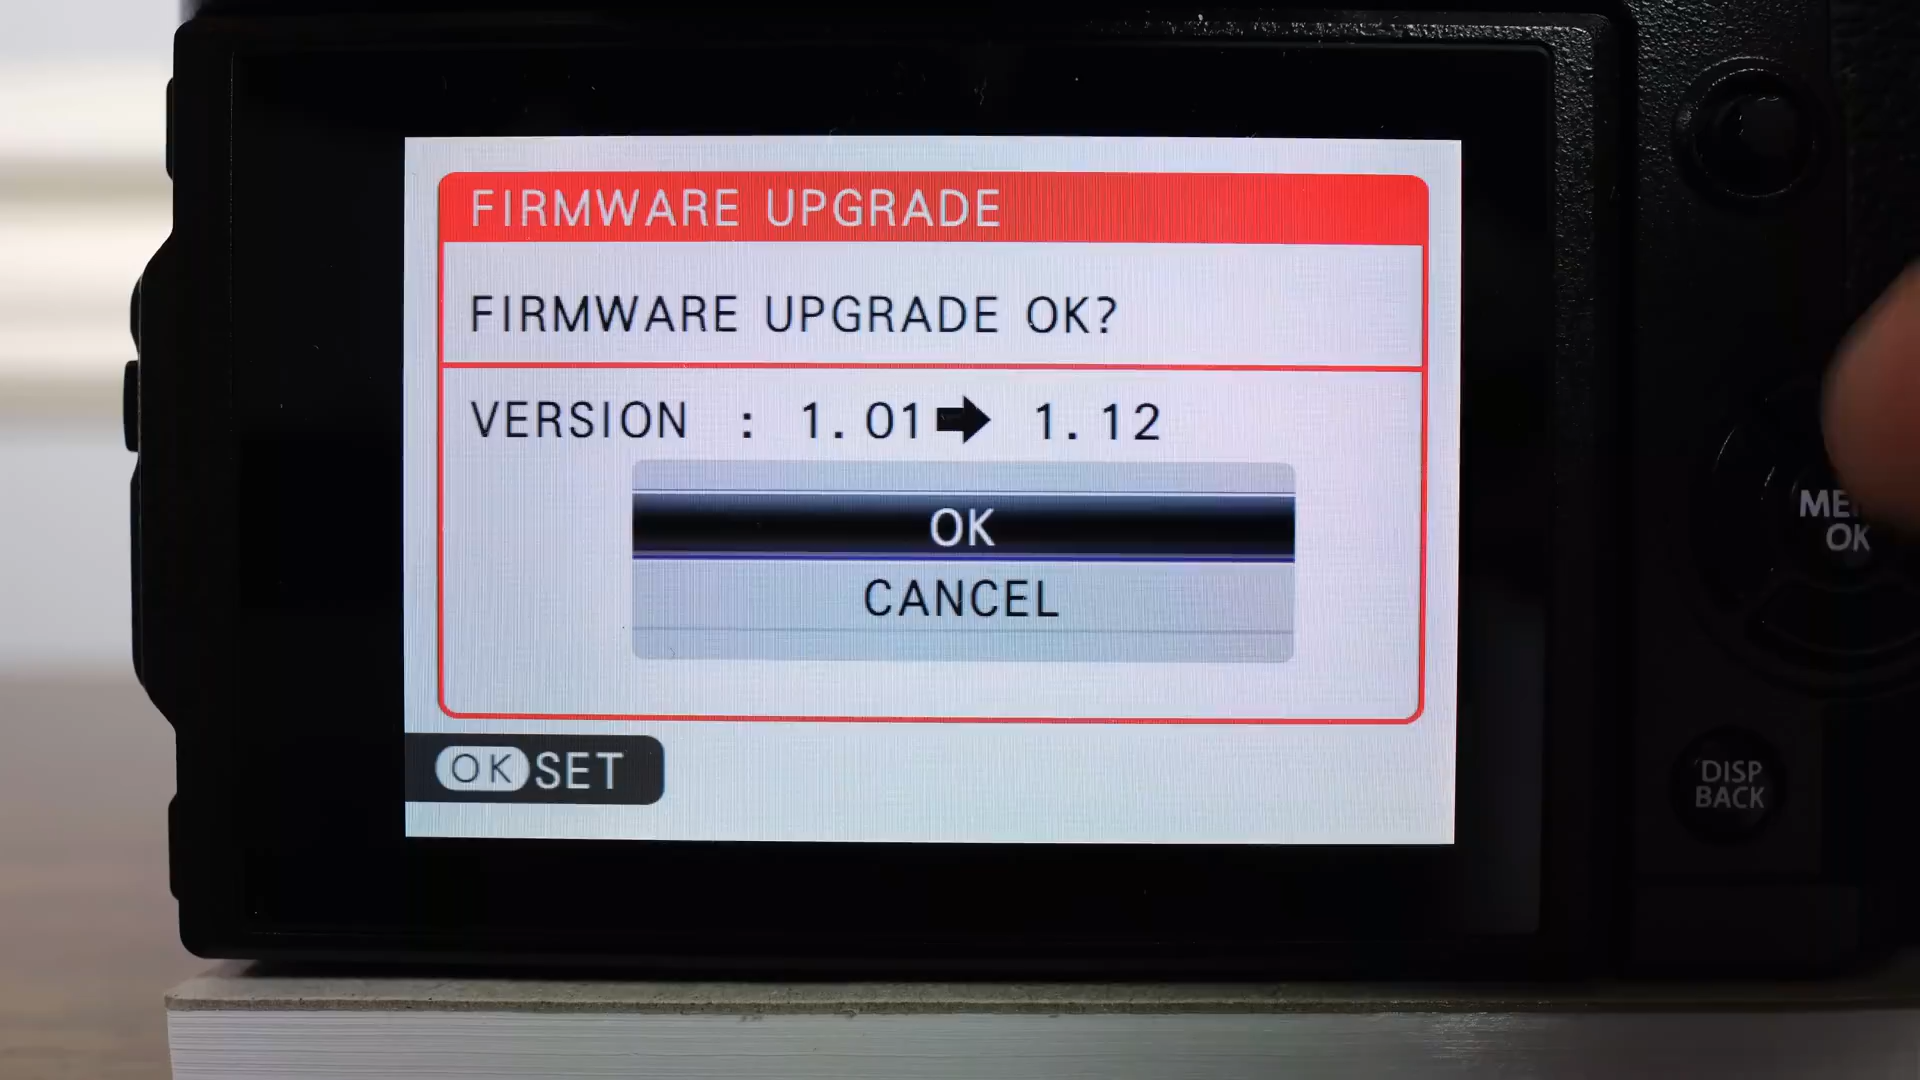 FIRMWARE UPGRADE
FIRMWARE UPGRADE OK?
VERSION : 1.01➡ 1.12
OK
CANCEL
OK SET
OK
DISP
BACK